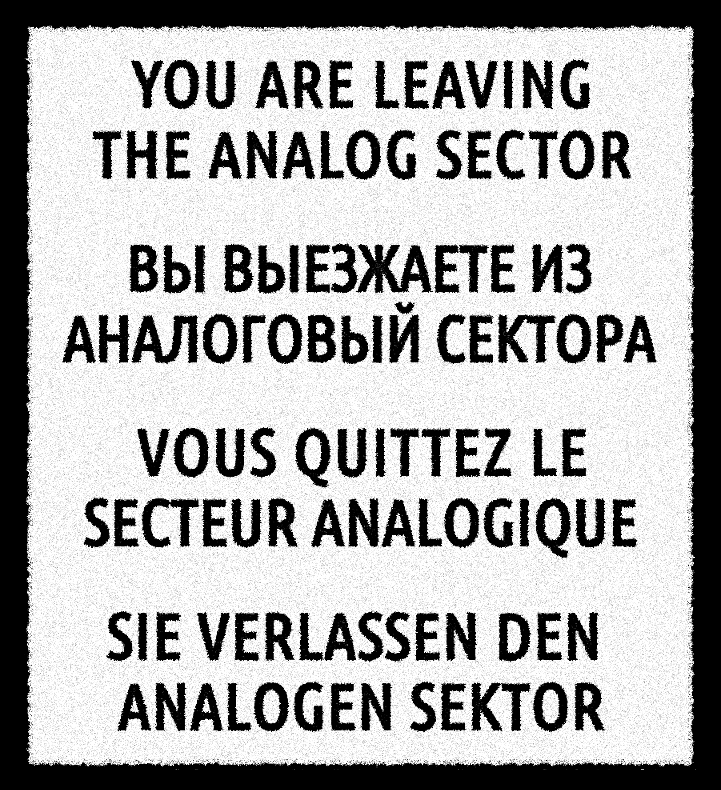 YOU ARE LEAVING
THE ANALOG SECTOR
ВЫ ВЫЕЗЖАЕТЕ ИЗ
АНАЛОГОВЫЙ СЕКТОРА
VOUS QUITTEZ LE
SECTEUR ANALOGIQUE
SIE VERLASSEN DEN
ANALOGEN SEKTOR